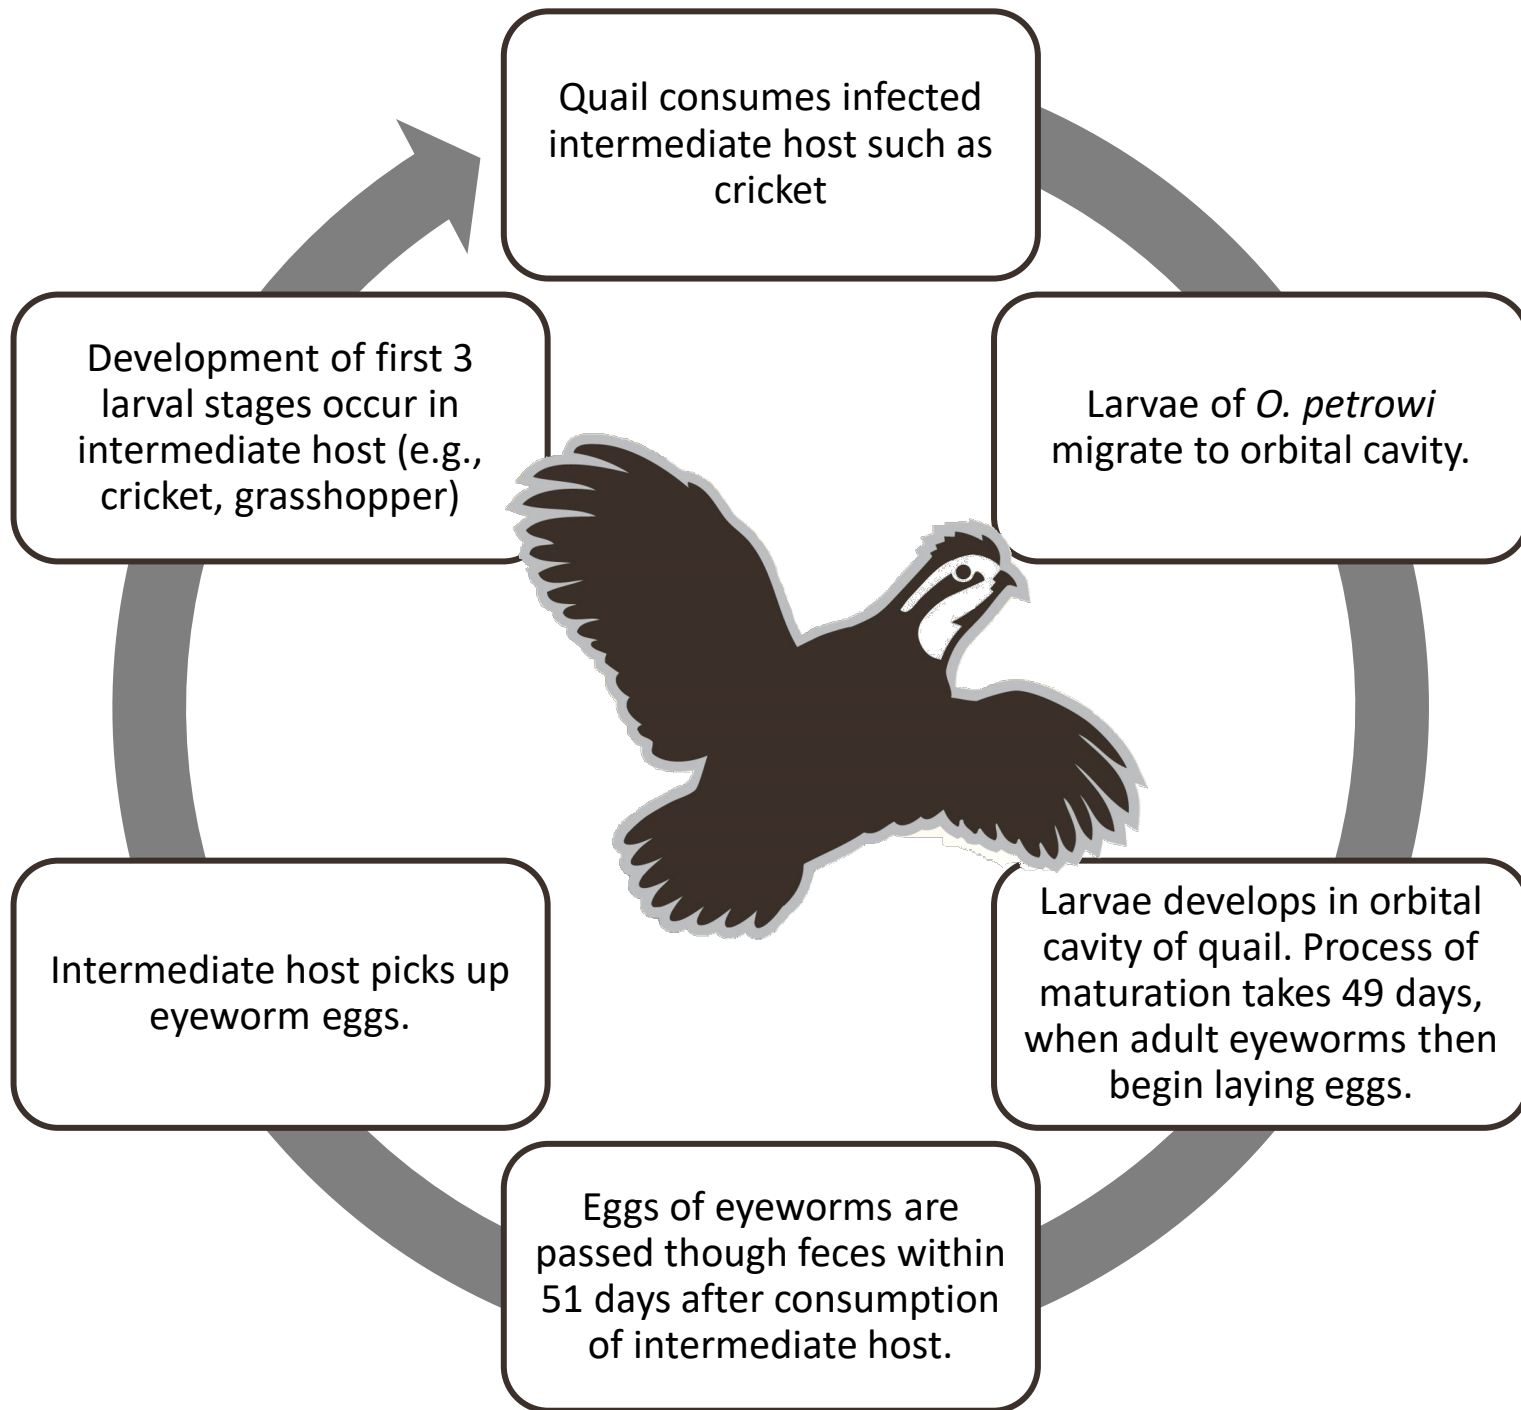 Quail consumes infected
intermediate host such as
cricket
Larvae of O. petrowi
migrate to orbital cavity.
Larvae develops in orbital
cavity of quail. Process of
maturation takes 49 days,
when adult eyeworms then
begin laying eggs.
Eggs of eyeworms are
passed though feces within
51 days after consumption
of intermediate host.
Intermediate host picks up
eyeworm eggs.
Development of first 3
larval stages occur in
intermediate host (e.g.,
cricket, grasshopper)